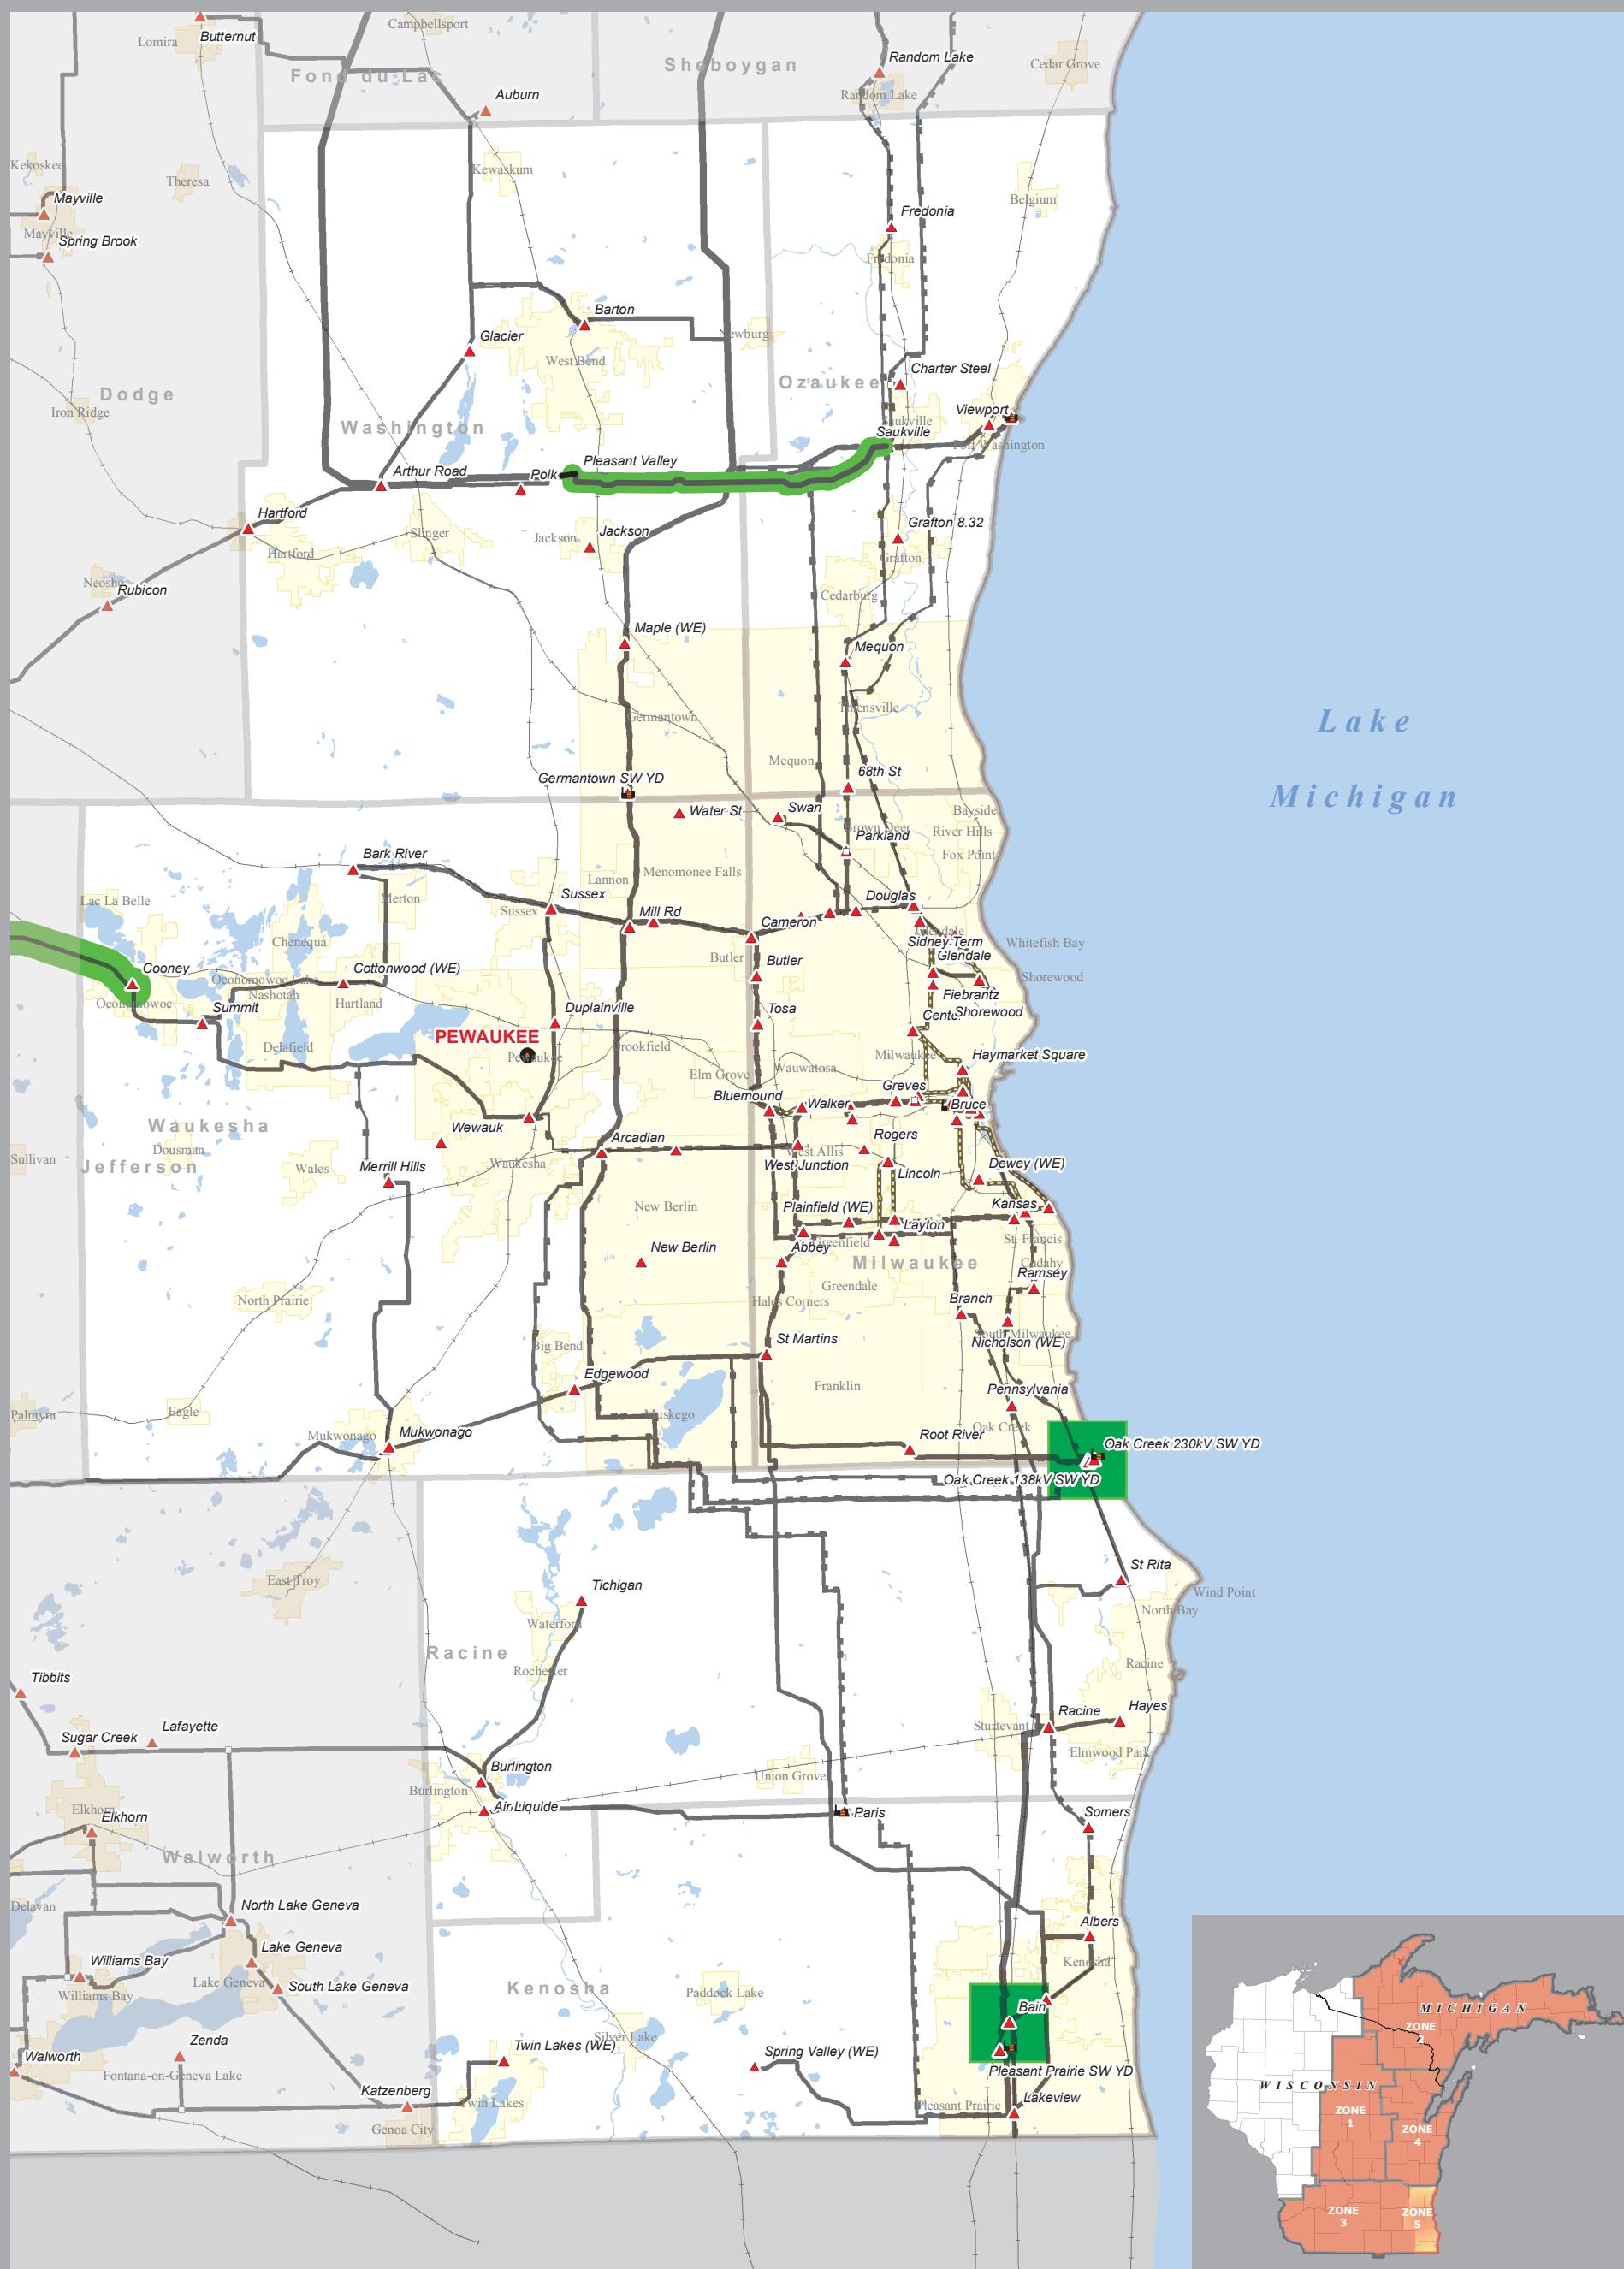 Campbellsport
Lomira
Butternut
Fond du Lac
Sheboygan
Random Lake
Cedar Grove
Random Lake
Auburn
Kekoskee
Theresa
Kewaskum
Mayville
Belgium
Mayville
Fredonia
Spring Brook
Fredonia
Barton
Glacier
Newburg
West Bend
Charter Steel
Ozaukee
Dodge
Iron Ridge
Viewport
Washington
Saukville
Saukville
Port Washington
Pleasant Valley
Arthur Road
Polk
Hartford
Grafton 8.32
Slinger
Jackson
Jackson
Hartford
Grafton
Neosho
Rubicon
Cedarburg
Maple (WE)
Mequon
Thiensville
Germantown
Lake
Mequon
68th St
Germantown SW YD
Michigan
Water St
Swan
Bayside
Brown Deer
River Hills
Parkland
Bark River
Fox Point
Menomonee Falls
Lannon
Sussex
Douglas
Merton
Lac La Belle
Sussex
Mill Rd
Cameron
Glendale
Chenequa
Sidney Term
Whitefish Bay
Butler
Glendale
Butler
Cooney
Cottonwood (WE)
Oconomowoc Lake
Shorewood
Nashotah
Fiebrantz
Oconomowoc
Hartland
Summit
Duplainville
Tosa
Center
Shorewood
PEWAUKEE
Delafield
Brookfield
Pewaukee
Milwaukee
Haymarket Square
Wauwatosa
Elm Grove
Greves
Bluemound
Walker
Bruce
Waukesha
Wewauk
Arcadian
Rogers
Dousman
West Allis
Sullivan
Jefferson
Wales
Merrill Hills
Waukesha
West Junction
Lincoln
Dewey (WE)
New Berlin
Plainfield (WE)
Kansas
Layton
Greenfield
St. Francis
New Berlin
Abbey
Milwaukee
Cudahy
Ramsey
Greendale
North Prairie
Hales Corners
Branch
South Milwaukee
St Martins
Nicholson (WE)
Big Bend
Edgewood
Franklin
Pennsylvania
Palmyra
Eagle
Muskego
Oak Creek
Mukwonago
Mukwonago
Root River
Oak Creek 230kV SW YD
Oak Creek 138kV SW YD
St Rita
East Troy
Tichigan
Wind Point
North Bay
Waterford
Racine
Rochester
Racine
Tibbits
Hayes
Racine
Sturtevant
Sugar Creek
Lafayette
Elmwood Park
Burlington
Union Grove
Burlington
Elkhorn
Air Liquide
Paris
Somers
Elkhorn
Walworth
Delavan
North Lake Geneva
Albers
Lake Geneva
Williams Bay
Kenosha
Lake Geneva
South Lake Geneva
Kenosha
Paddock Lake
Williams Bay
Bain
MICHIGAN
ZONE
2
Silver Lake
Zenda
Twin Lakes (WE)
Spring Valley (WE)
Walworth
Fontana-on-Geneva Lake
Pleasant Prairie SW YD
WISCONSIN
Katzenberg
Lakeview
Twin Lakes
Pleasant Prairie
Genoa City
ZONE
1
ZONE
4
ZONE
3
ZONE
5